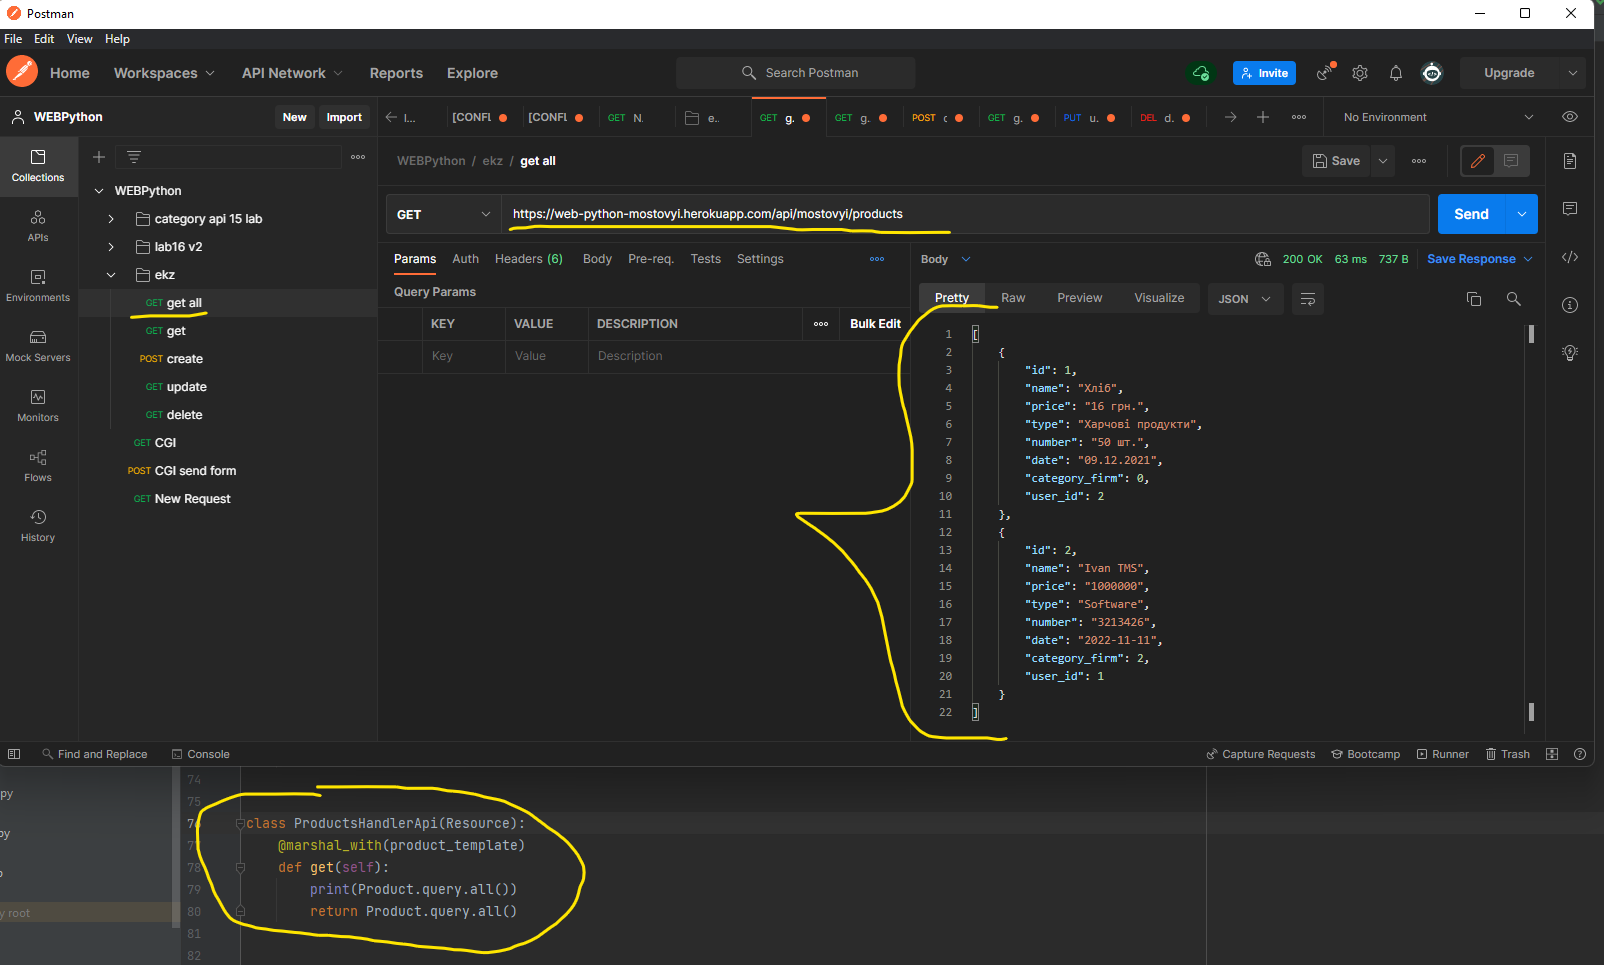 Postman
File Edit View Help
Home Workspaces API Network Reports Explore Search Postman Invite Upgrade
WEBPython New Import I... [CONFL [CONFL GET N. e.. GET g. GET g. POST c GET g. PUT u. DEL d. No Environment
Collections
APIs
Environments
Mock Servers
Monitors
Flows
History
WEBPython
category api 15 lab
lab16 v2
ekz
GET get all
GET get
POST create
GET update
GET delete
GET CGI
POST CGI send form
GET New Request
WEBPython / ekz / get all Save
GET https://web-python-mostovyi.herokuapp.com/api/mostovyi/products Send
Params Auth Headers (6) Body Pre-req. Tests Settings
Query Params
KEY VALUE DESCRIPTION Bulk Edit
Key Value Description
Body 200 OK 63 ms 737 B Save Response
Pretty Raw Preview Visualize JSON
1 [
2 {
3 "id": 1,
4 "name": "Хліб",
5 "price": "16 грн.",
6 "type": "Харчові продукти",
7 "number": "50 шт.",
8 "date": "09.12.2021",
9 "category_firm": 0,
10 "user_id": 2
11 },
12 {
13 "id": 2,
14 "name": "Ivan TMS",
15 "price": "1000000",
16 "type": "Software",
17 "number": "3213426",
18 "date": "2022-11-11",
19 "category_firm": 2,
20 "user_id": 1
21 }
22 ]
Find and Replace Console Capture Requests Bootcamp Runner Trash
74
75
76 class ProductsHandlerApi(Resource):
77 @marshal_with(product_template)
78 def get(self):
79 print(Product.query.all())
80 return Product.query.all()
81
82
py
py
y root